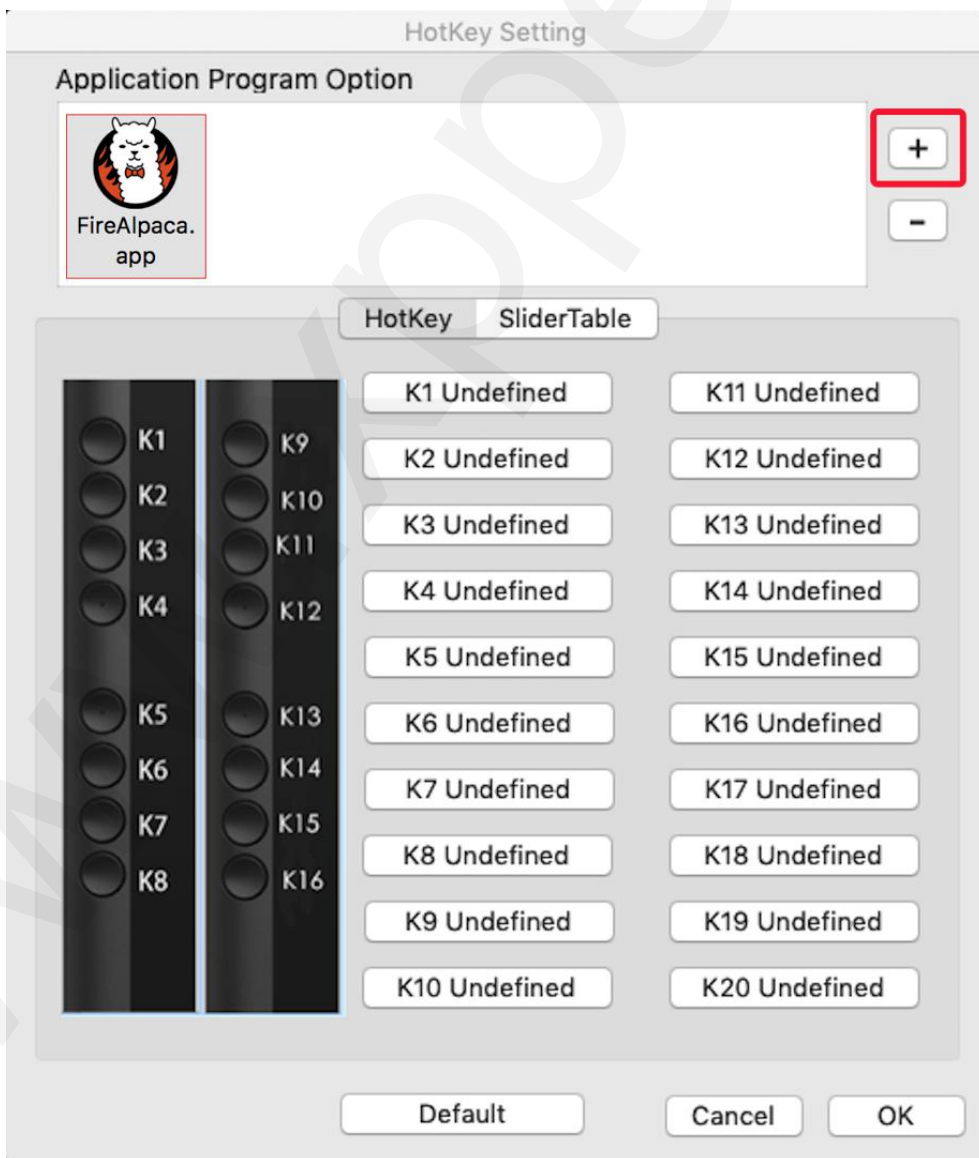 HotKey Setting
Application Program Option
+
FireAlpaca.
app
-
HotKey SliderTable
K1 K9
K2 K10
K3 K11
K4 K12
K5 K13
K6 K14
K7 K15
K8 K16
K1 Undefined K11 Undefined
K2 Undefined K12 Undefined
K3 Undefined K13 Undefined
K4 Undefined K14 Undefined
K5 Undefined K15 Undefined
K6 Undefined K16 Undefined
K7 Undefined K17 Undefined
K8 Undefined K18 Undefined
K9 Undefined K19 Undefined
K10 Undefined K20 Undefined
Default Cancel OK